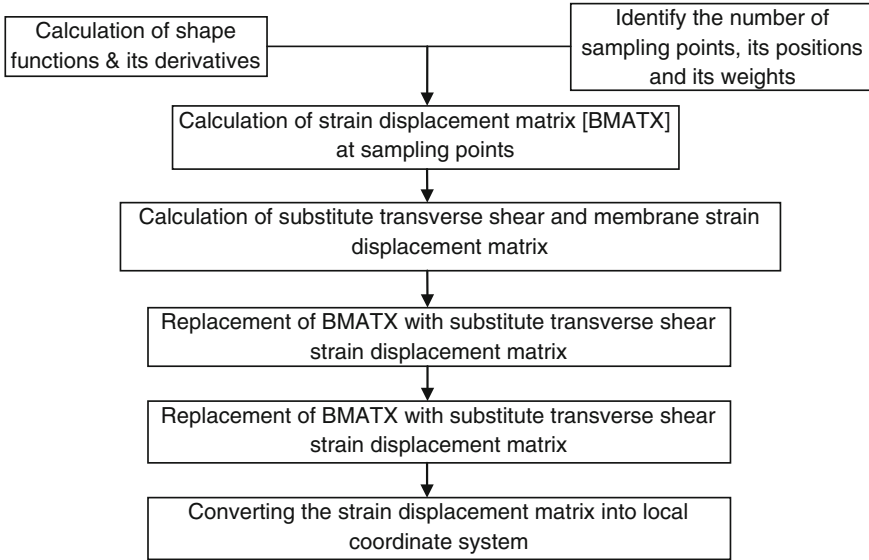 Calculation of shape
functions & its derivatives
Identify the number of
sampling points, its positions
and its weights
Calculation of strain displacement matrix [BMATX]
at sampling points
Calculation of substitute transverse shear and membrane strain
displacement matrix
Replacement of BMATX with substitute transverse shear
strain displacement matrix
Replacement of BMATX with substitute transverse shear
strain displacement matrix
Converting the strain displacement matrix into local
coordinate system